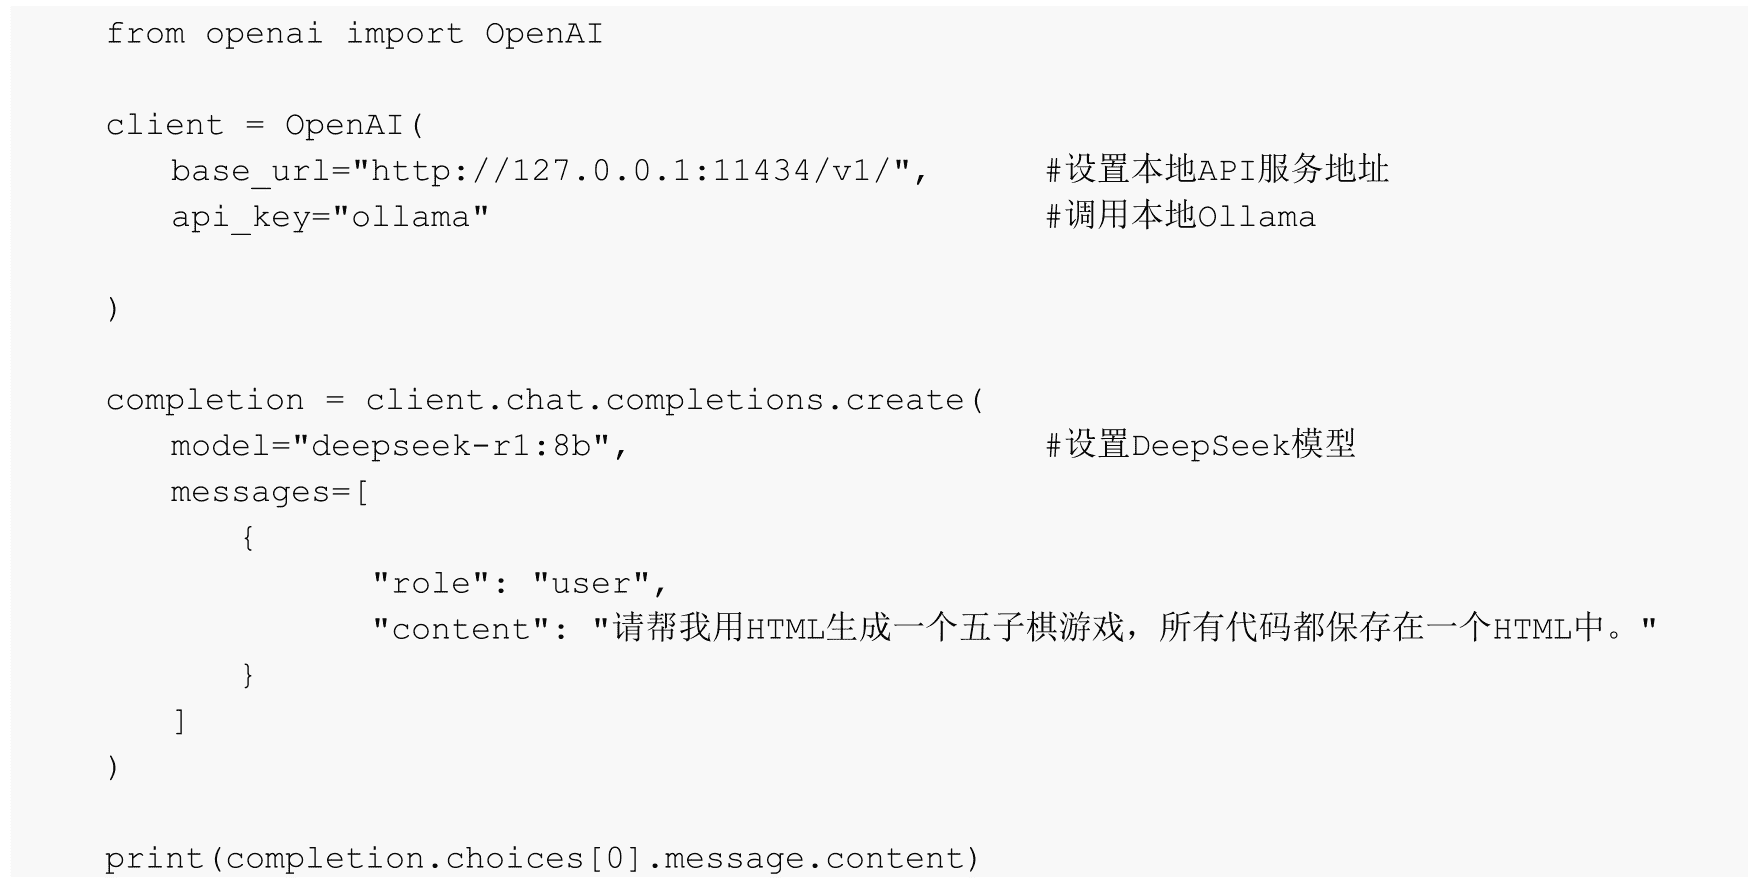 from openai import OpenAI
client = OpenAI(
base_url="http://127.0.0.1:11434/v1/", #设置本地API服务地址
api_key="ollama" #调用本地Ollama
)
completion = client.chat.completions.create(
model="deepseek-r1:8b", #设置DeepSeek模型
messages=[
{
"role": "user",
"content": "请帮我用HTML生成一个五子棋游戏，所有代码都保存在一个HTML中。"
}
]
)
print(completion.choices[0].message.content)